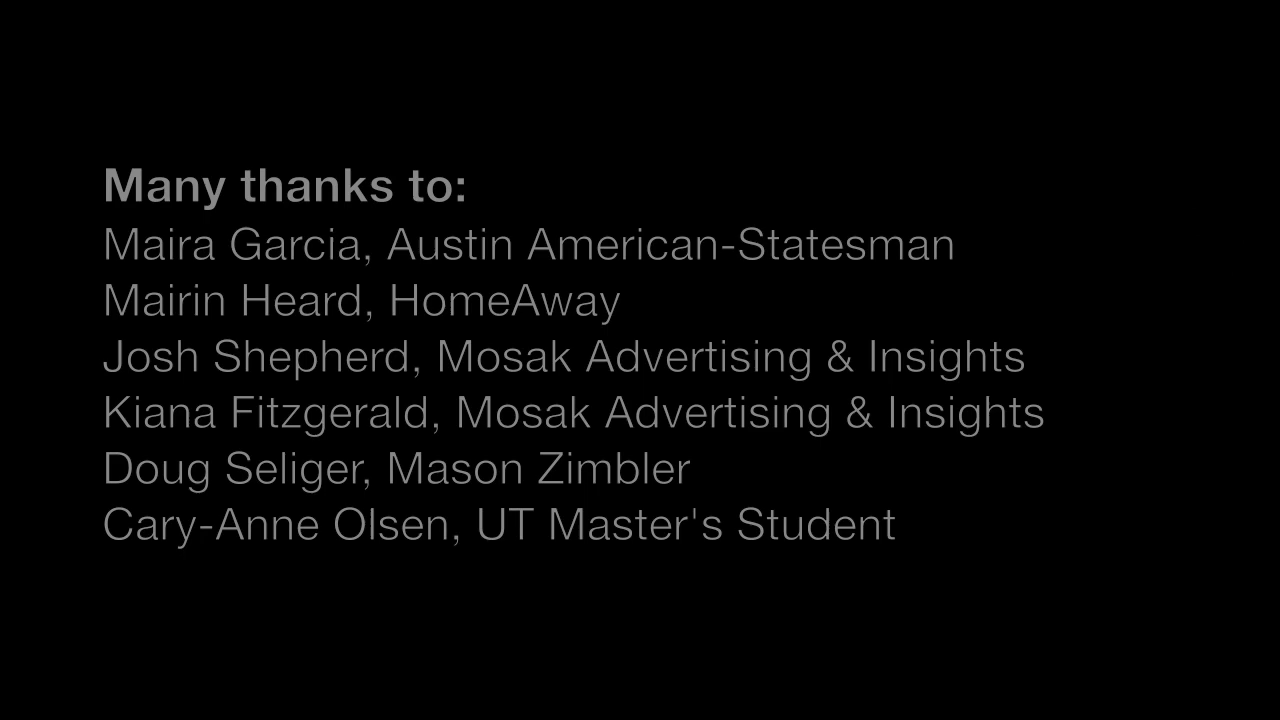 Many thanks to:
Maira Garcia, Austin American-Statesman
Mairin Heard, HomeAway
Josh Shepherd, Mosak Advertising & Insights
Kiana Fitzgerald, Mosak Advertising & Insights
Doug Seliger, Mason Zimbler
Cary-Anne Olsen, UT Master's Student